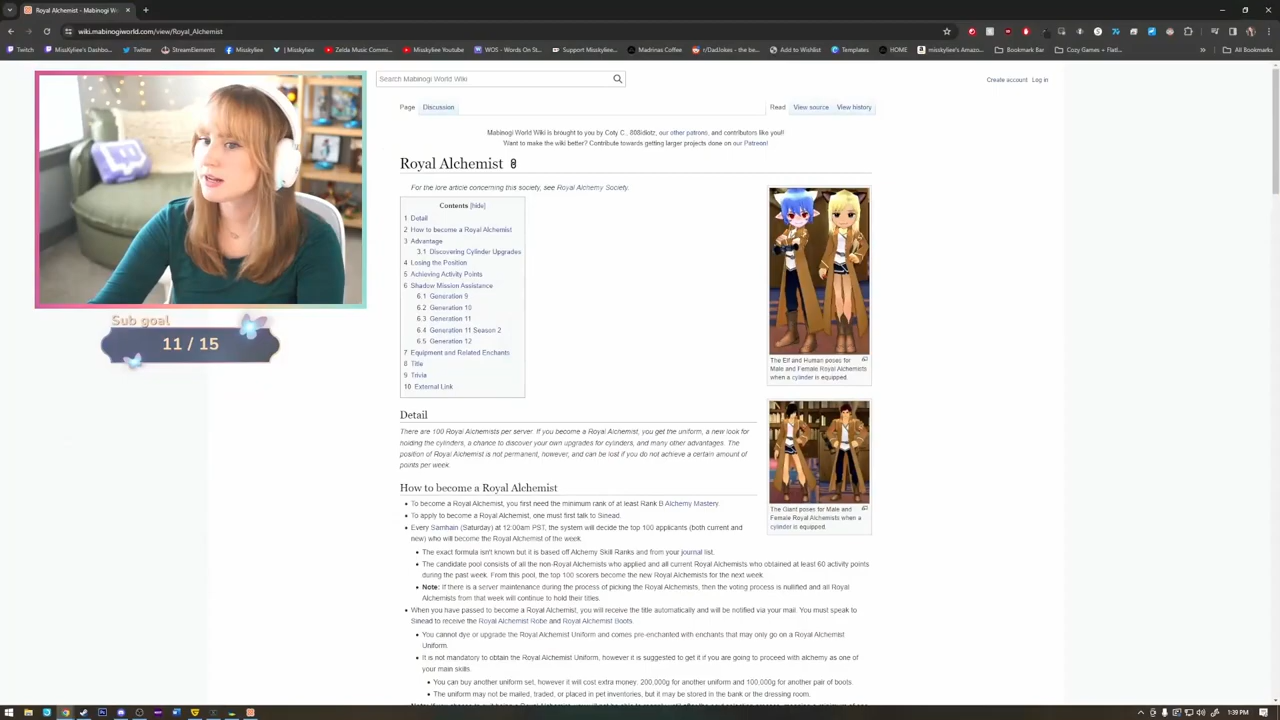 Royal Alchemist - Mabinogi Wo
wiki.mabinogiworld.com/view/Royal_Alchemist
Twitch
MissKyliee's Dashbo...
Twitter
StreamElements
Misskyliee
| Misskyliee
Zelda Music Commi...
Misskyliee Youtube
WOS - Words On St...
Support Misskyliee...
Madrinas Coffee
r/DadJokes - the be...
Add to Wishlist
Templates
HOME
misskyliee's Amazo...
Bookmark Bar
Cozy Games + Flatl...
All Bookmarks
Search Mabinogi World Wiki
Create account Log in
Page Discussion
Read View source View history
Mabinogi World Wiki is brought to you by Coty C., 808idiotz, our other patrons, and contributors like you!!
Want to make the wiki better? Contribute towards getting larger projects done on our Patreon!
Royal Alchemist
For the lore article concerning this society, see Royal Alchemy Society.
Contents [hide]
1 Detail
2 How to become a Royal Alchemist
3 Advantage
3.1 Discovering Cylinder Upgrades
4 Losing the Position
5 Achieving Activity Points
6 Shadow Mission Assistance
6.1 Generation 9
6.2 Generation 10
6.3 Generation 11
6.4 Generation 11 Season 2
6.5 Generation 12
7 Equipment and Related Enchants
8 Title
9 Trivia
10 External Link
The Elf and Human poses for
Male and Female Royal Alchemists
when a cylinder is equipped.
Sub goal
11 / 15
Detail
There are 100 Royal Alchemists per server. If you become a Royal Alchemist, you get the uniform, a new look for
holding the cylinders, a chance to discover your own upgrades for cylinders, and many other advantages. The
position of Royal Alchemist is not permanent, however, and can be lost if you do not achieve a certain amount of
points per week.
The Giant poses for Male and
Female Royal Alchemists when a
cylinder is equipped.
How to become a Royal Alchemist
To become a Royal Alchemist, you first need the minimum rank of at least Rank B Alchemy Mastery.
To apply to become a Royal Alchemist, one must first talk to Sinead.
Every Samhain (Saturday) at 12:00am PST, the system will decide the top 100 applicants (both current and
new) who will become the Royal Alchemist of the week.
The exact formula isn't known but it is based off Alchemy Skill Ranks and from your journal list.
The candidate pool consists of all the non-Royal Alchemists who applied and all current Royal Alchemists who obtained at least 60 activity points
during the past week. From this pool, the top 100 scorers become the new Royal Alchemists for the next week.
Note: If there is a server maintenance during the process of picking the Royal Alchemists, then the voting process is nullified and all Royal
Alchemists from that week will continue to hold their titles.
When you have passed to become a Royal Alchemist, you will receive the title automatically and will be notified via your mail. You must speak to
Sinead to receive the Royal Alchemist Robe and Royal Alchemist Boots.
You cannot dye or upgrade the Royal Alchemist Uniform and comes pre-enchanted with enchants that may only go on a Royal Alchemist
Uniform.
It is not mandatory to obtain the Royal Alchemist Uniform, however it is suggested to get it if you are going to proceed with alchemy as one of
your main skills.
You can buy another uniform set, however it will cost extra money. 200,000g for another uniform and 100,000g for another pair of boots.
The uniform may not be mailed, traded, or placed in pet inventories, but it may be stored in the bank or the dressing room.
1:39 PM